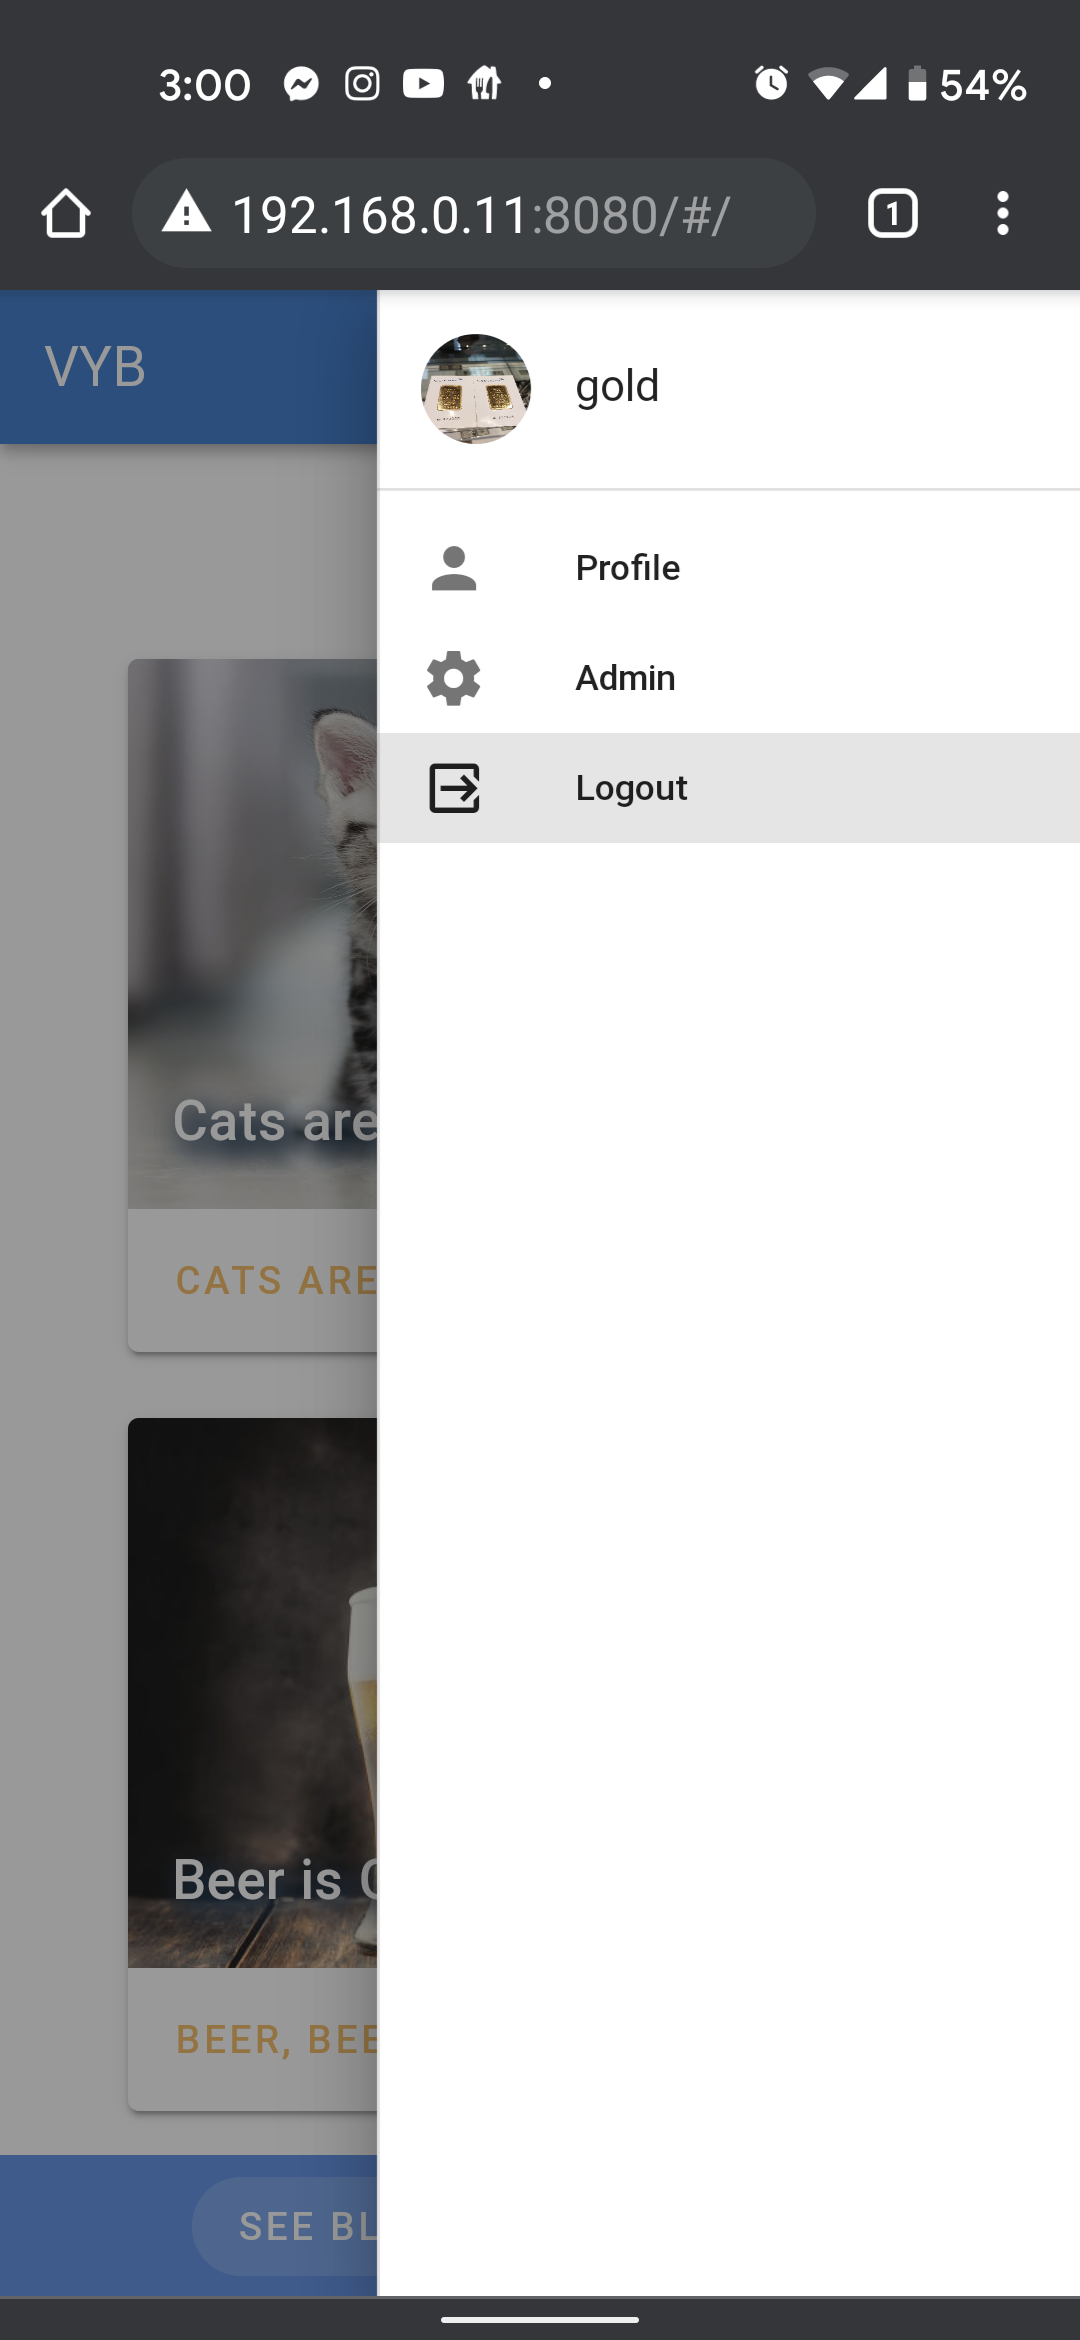 3:00
54%
192.168.0.11:8080/#/
1
VYB
gold
Profile
Admin
Logout
Cats are
CATS ARE
Beer is
BEER, BEE
SEE BL